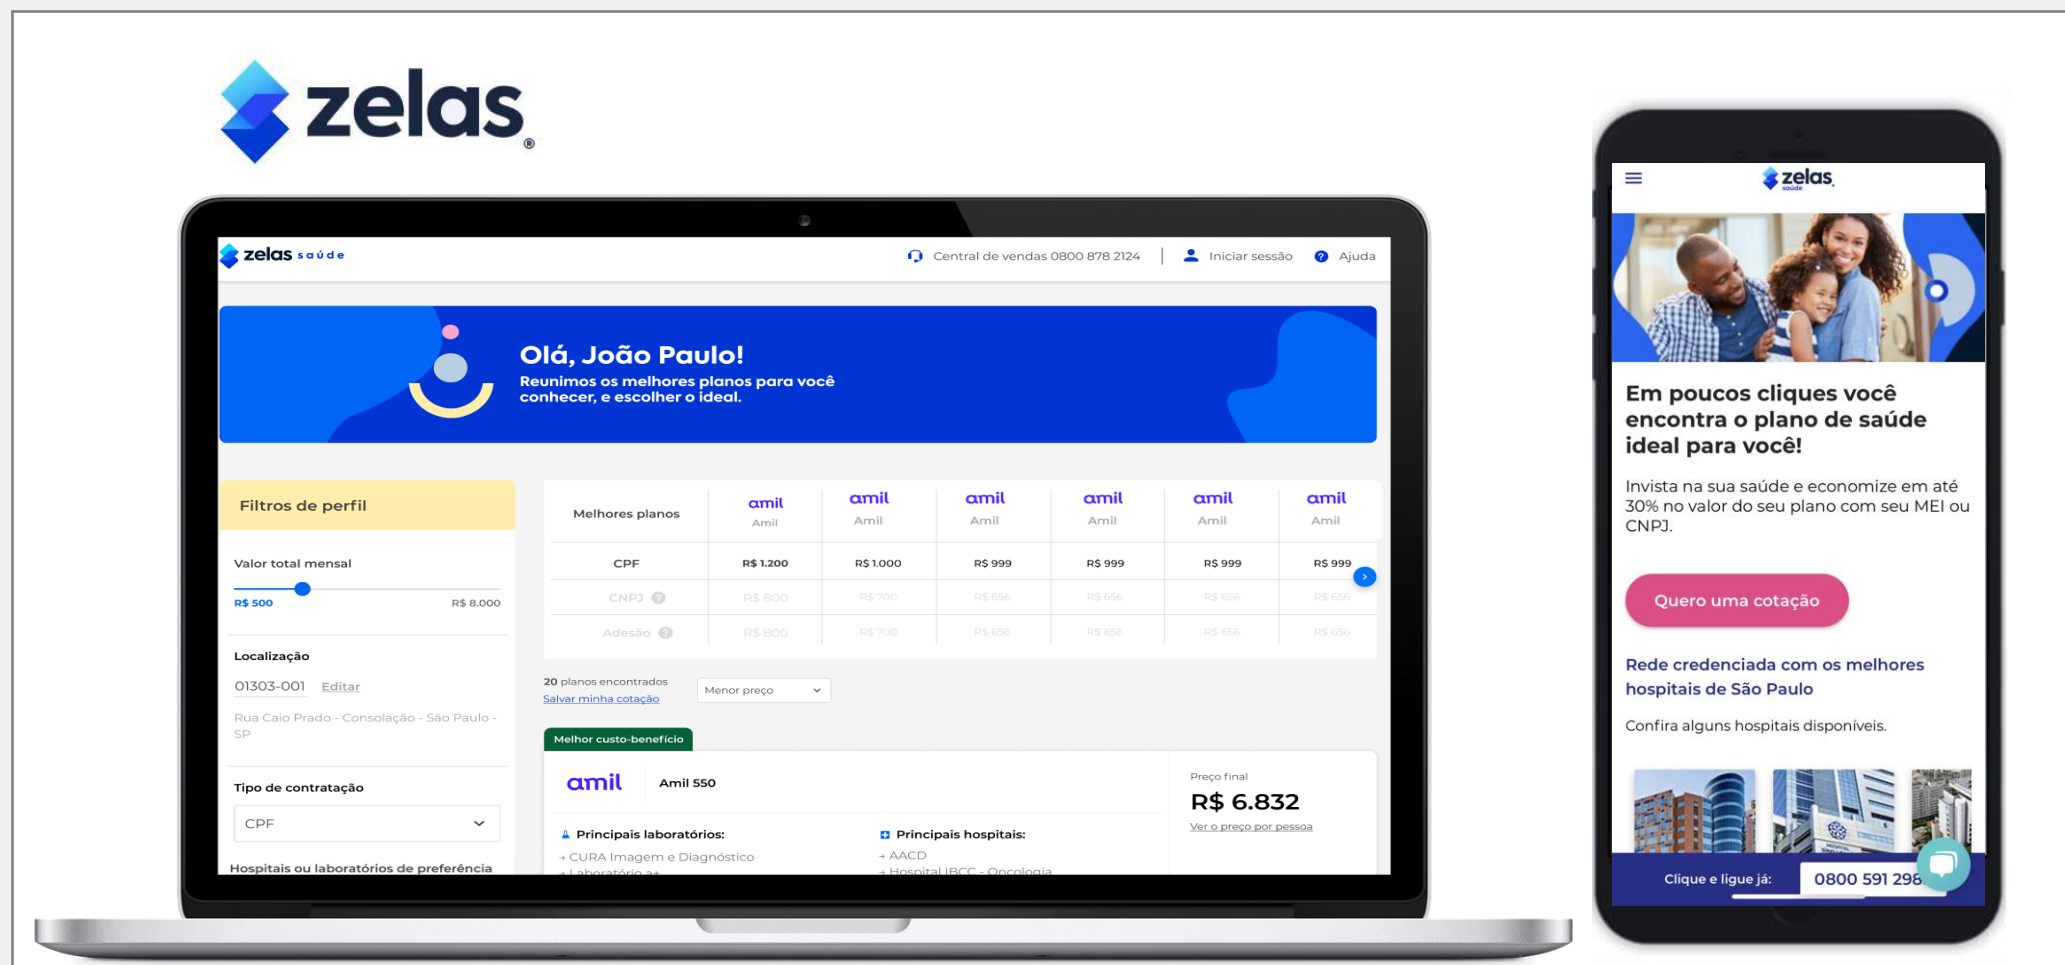 zelas®
zelas saúde
Central de vendas 0800 878 2124
Iniciar sessão
Ajuda
Olá, João Paulo!
Reunimos os melhores planos para você
conhecer, e escolher o ideal.
Filtros de perfil
Valor total mensal
R$ 500 R$ 8.000
Localização
01303-001 Editar
Rua Caio Prado - Consolação - São Paulo -
SP
Tipo de contratação
CPF
Hospitais ou laboratórios de preferência
Melhores planos amil amil amil amil amil amil
Amil Amil Amil Amil Amil Amil
CPF R$ 1.200 R$ 1.000 R$ 999 R$ 999 R$ 999 R$ 999
CNPJ ? R$ 800 R$ 700 R$ 656 R$ 656 R$ 656 R$ 656
Adesão ? R$ 800 R$ 700 R$ 656 R$ 656 R$ 656 R$ 656
20 planos encontrados
Salvar minha cotação
Menor preço
Melhor custo-benefício
amil Amil 550
Preço final
R$ 6.832
Ver o preço por pessoa
Principais laboratórios:
→ CURA Imagem e Diagnóstico
→ Laboratório a+
Principais hospitais:
→ AACD
→ Hospital IBCC - Oncologia
zelas
saúde
Em poucos cliques você
encontra o plano de saúde
ideal para você!
Invista na sua saúde e economize em até
30% no valor do seu plano com seu MEI ou
CNPJ.
Quero uma cotação
Rede credenciada com os melhores
hospitais de São Paulo
Confira alguns hospitais disponíveis.
Clique e ligue já: 0800 591 298